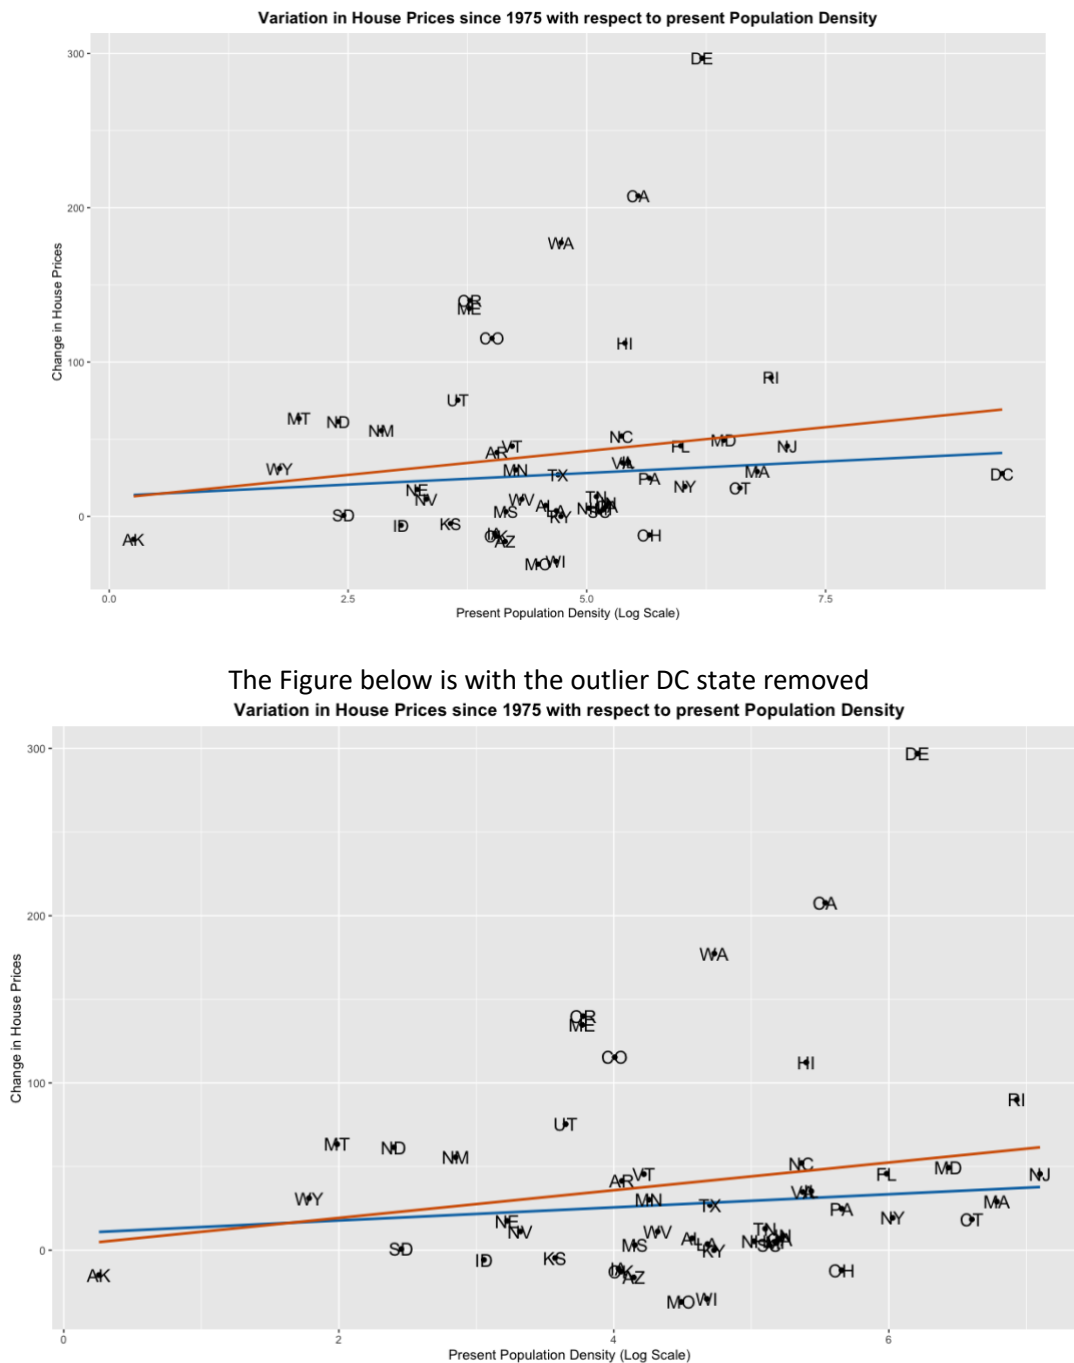 Variation in House Prices since 1975 with respect to present Population Density
300
DE
CA
200
WA
OR
ME
CO
HI
100
RI
UT
MT
ND
NM
NC
MD
FL
NJ
VT
AR
WY
MN
TX
PA
MA
DC
NY
CT
NE
NV
WV
TN
AL
MS
LA
KY
SD
0
ID
KS
OH
AK
AZ
MO
WI
0.0 2.5 5.0 7.5
Change in House Prices
Present Population Density (Log Scale)
The Figure below is with the outlier DC state removed
Variation in House Prices since 1975 with respect to present Population Density
300
DE
CA
200
WA
OR
ME
CO
HI
100
RI
UT
MT
ND
NM
NC
MD
VT
FL
NJ
AR
WY
MN
TX
MA
PA
NY
CT
NE
NV
WV
TN
AL
MS
LA
KY
SD
0
ID
KS
OH
AK
AZ
MO
WI
0 2 4 6
Change in House Prices
Present Population Density (Log Scale)